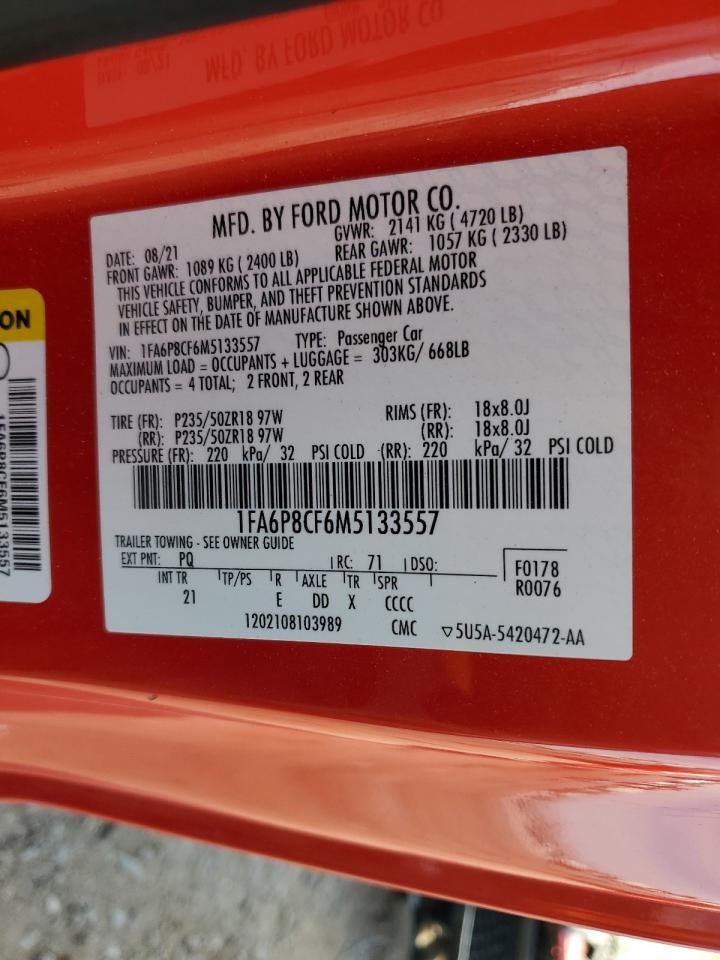 MFD. BY FORD MOTOR CO.
ON
MFD. BY FORD MOTOR CO.
DATE: 08/21 GVWR: 2141 KG ( 4720 LB)
FRONT GAWR: 1089 KG ( 2400 LB) REAR GAWR: 1057 KG ( 2330 LB)
THIS VEHICLE CONFORMS TO ALL APPLICABLE FEDERAL MOTOR
VEHICLE SAFETY, BUMPER, AND THEFT PREVENTION STANDARDS
IN EFFECT ON THE DATE OF MANUFACTURE SHOWN ABOVE.
VIN: 1FA6P8CF6M5133557 TYPE: Passenger Car
MAXIMUM LOAD = OCCUPANTS + LUGGAGE = 303KG/ 668LB
OCCUPANTS = 4 TOTAL; 2 FRONT, 2 REAR
TIRE (FR): P235/50ZR18 97W RIMS (FR): 18x8.0J
(RR): P235/50ZR18 97W (RR): 18x8.0J
PRESSURE (FR): 220 kPa/ 32 PSI COLD (RR): 220 kPa/ 32 PSI COLD
1FA6P8CF6M5133557
1FA6P8CF6M5133557
TRAILER TOWING - SEE OWNER GUIDE
EXT PNT: PQ RC: 71 DSO: F0178
INT TR TP/PS R AXLE TR SPR R0076
21 E DD X CCCC
1202108103989 CMC ▽5U5A-5420472-AA